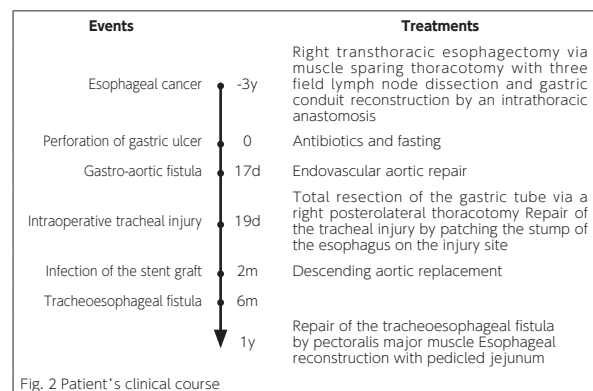 Events Treatments
Right transthoracic esophagectomy via
muscle sparing thoracotomy with three
Esophageal cancer -3y field lymph node dissection and gastric
conduit reconstruction by an intrathoracic
anastomosis
Perforation of gastric ulcer 0 Antibiotics and fasting
Gastro-aortic fistula 17d Endovascular aortic repair
Total resection of the gastric tube via a
right posterolateral thoracotomy Repair of
Intraoperative tracheal injury 19d the tracheal injury by patching the stump
of the esophagus on the injury site
Infection of the stent graft 2m Descending aortic replacement
Tracheoesophageal fistula 6m
Repair of the tracheoesophageal fistula
1y by pectoralis major muscle Esophageal
reconstruction with pedicled jejunum
Fig. 2 Patient's clinical course